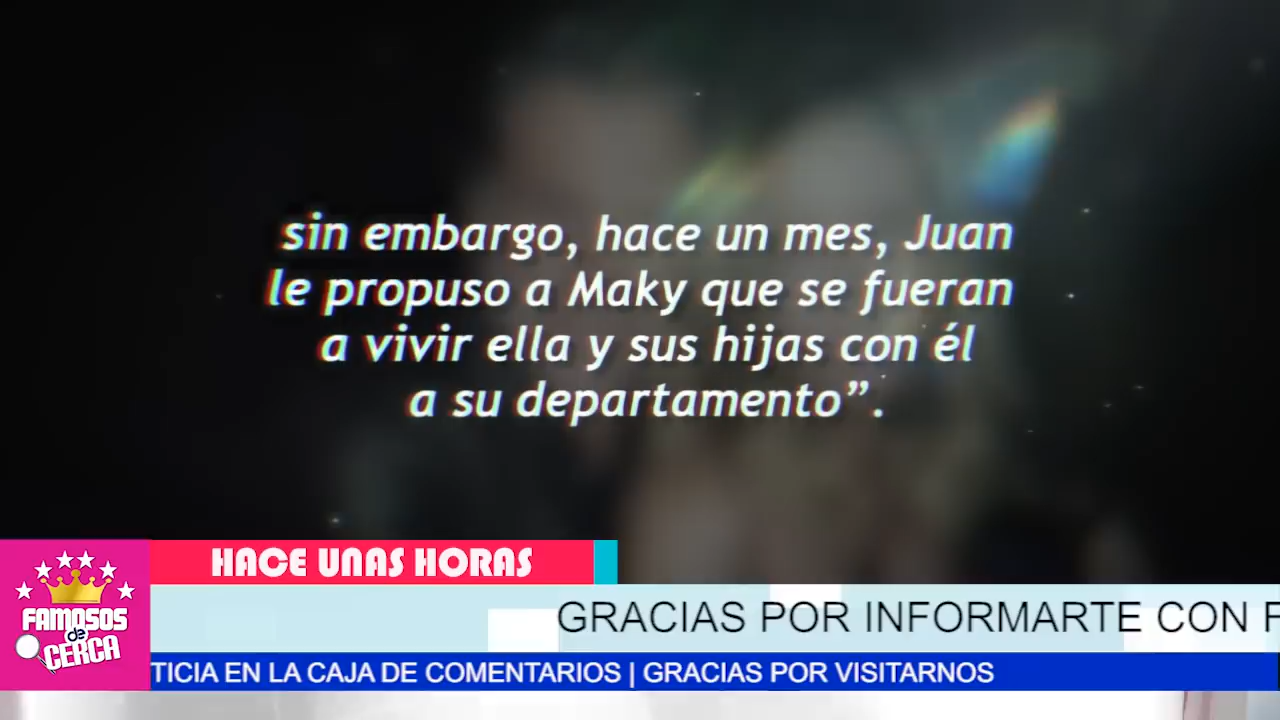 sin embargo, hace un mes, Juan
le propuso a Maky que se fueran
a vivir ella y sus hijas con él
a su departamento”.
HACE UNAS HORAS
FAMOSOS
de
CERCA
GRACIAS POR INFORMARTE CON
TICIA EN LA CAJA DE COMENTARIOS | GRACIAS POR VISITARNOS